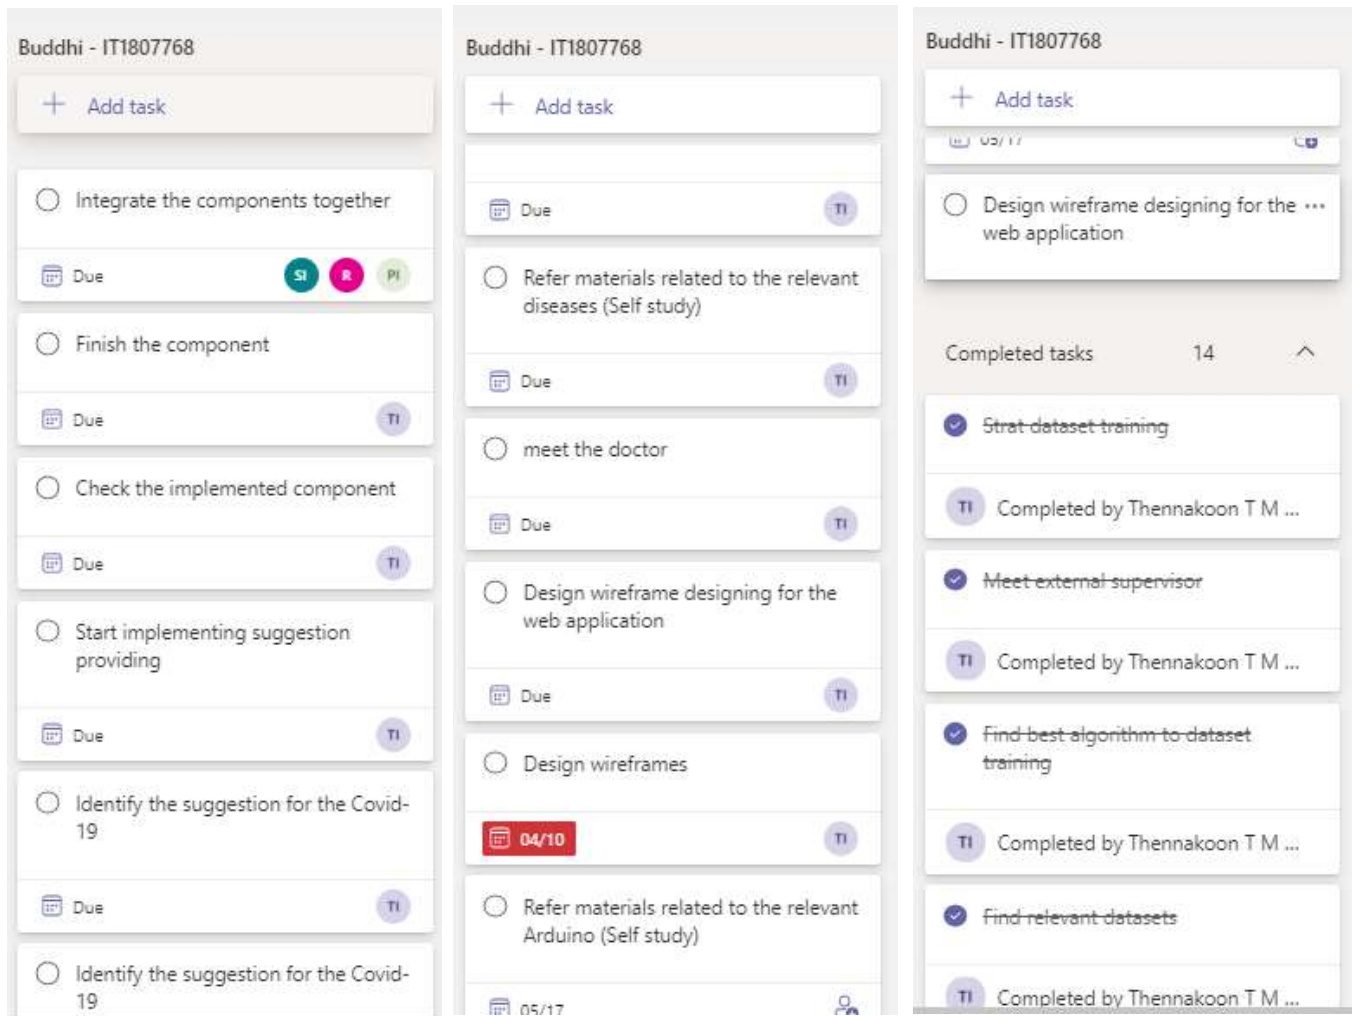 Buddhi - IT1807768
Add task
Integrate the components together
Due
SI
R
PI
Finish the component
Due
TI
Check the implemented component
Due
TI
Start implementing suggestion
providing
Due
TI
Identify the suggestion for the Covid-
19
Due
TI
Identify the suggestion for the Covid-
19
Buddhi - IT1807768
Add task
Due
TI
Refer materials related to the relevant
diseases (Self study)
Due
TI
meet the doctor
Due
TI
Design wireframe designing for the
web application
Due
TI
Design wireframes
04/10
TI
Refer materials related to the relevant
Arduino (Self study)
05/17
Buddhi - IT1807768
Add task
05/17
Design wireframe designing for the ...
web application
Completed tasks 14
Strat dataset training
TI Completed by Thennakoon T M ...
Meet external supervisor
TI Completed by Thennakoon T M ...
Find best algorithm to dataset
training
TI Completed by Thennakoon T M ...
Find relevant datasets
TI Completed by Thennakoon T M ...